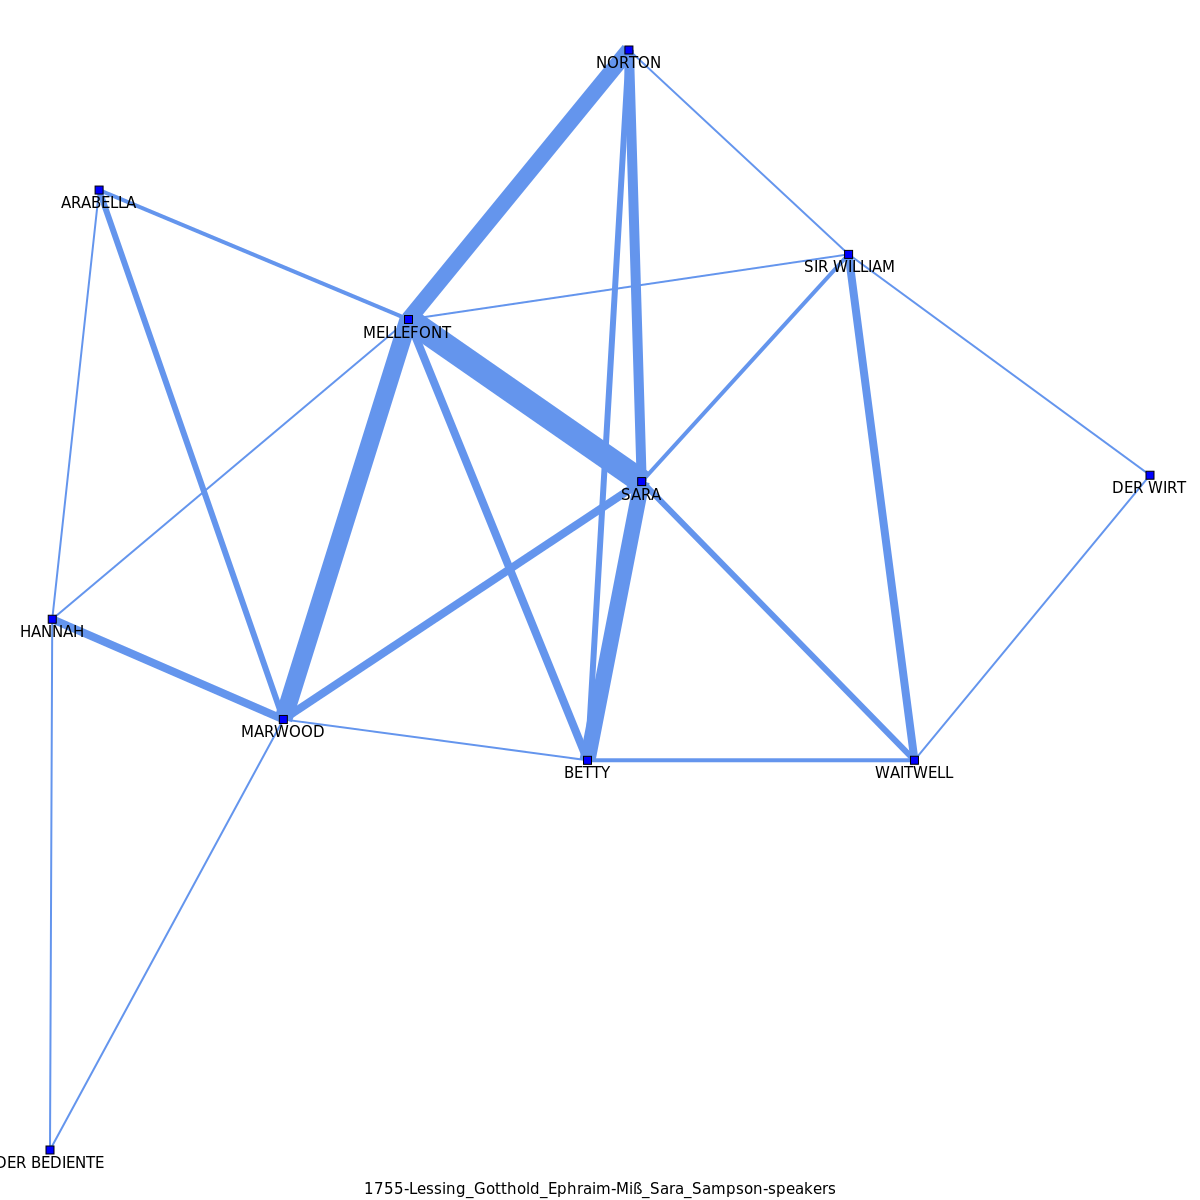 NORTON
ARABELLA
SIR WILLIAM
MELLEFONT
DER WIRT
SARA
HANNAH
MARWOOD
BETTY
WAITWELL
DER BEDIENTE
1755-Lessing_Gotthold_Ephraim-Miß_Sara_Sampson-speakers